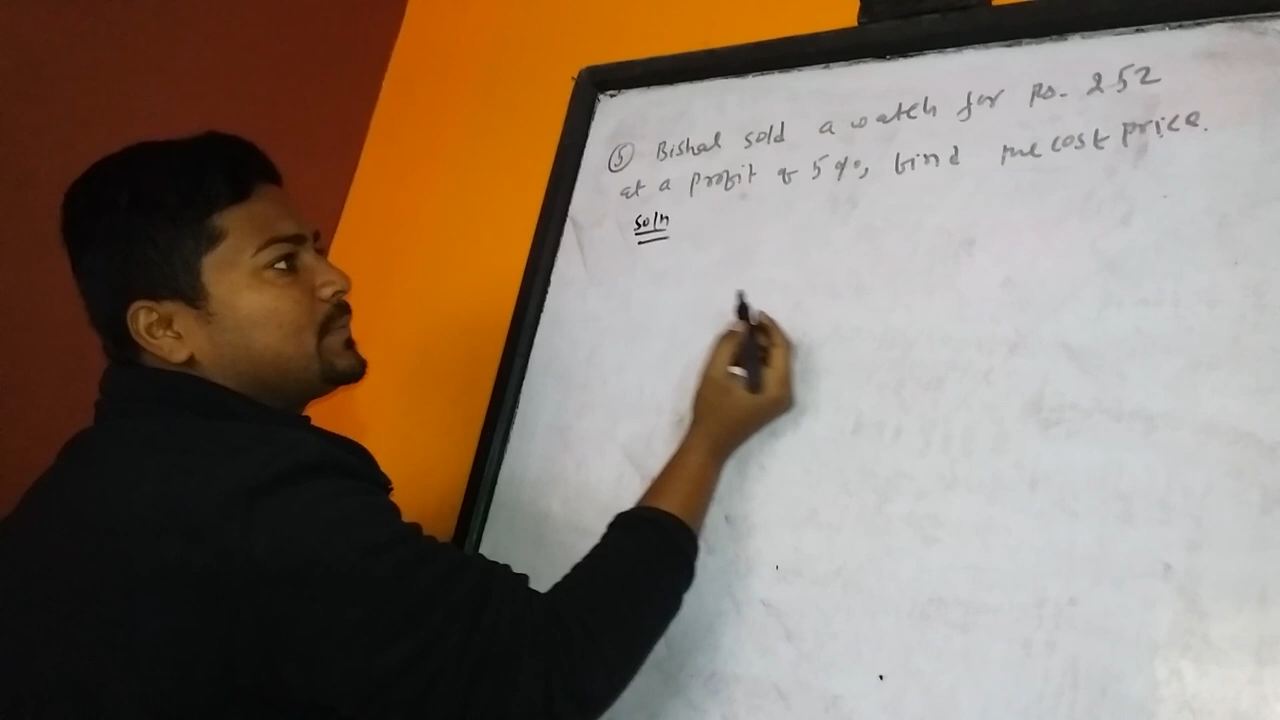 ⑤ Bishal sold a watch for Rs. 252
at a profit of 5%, find the cost price.
Soln